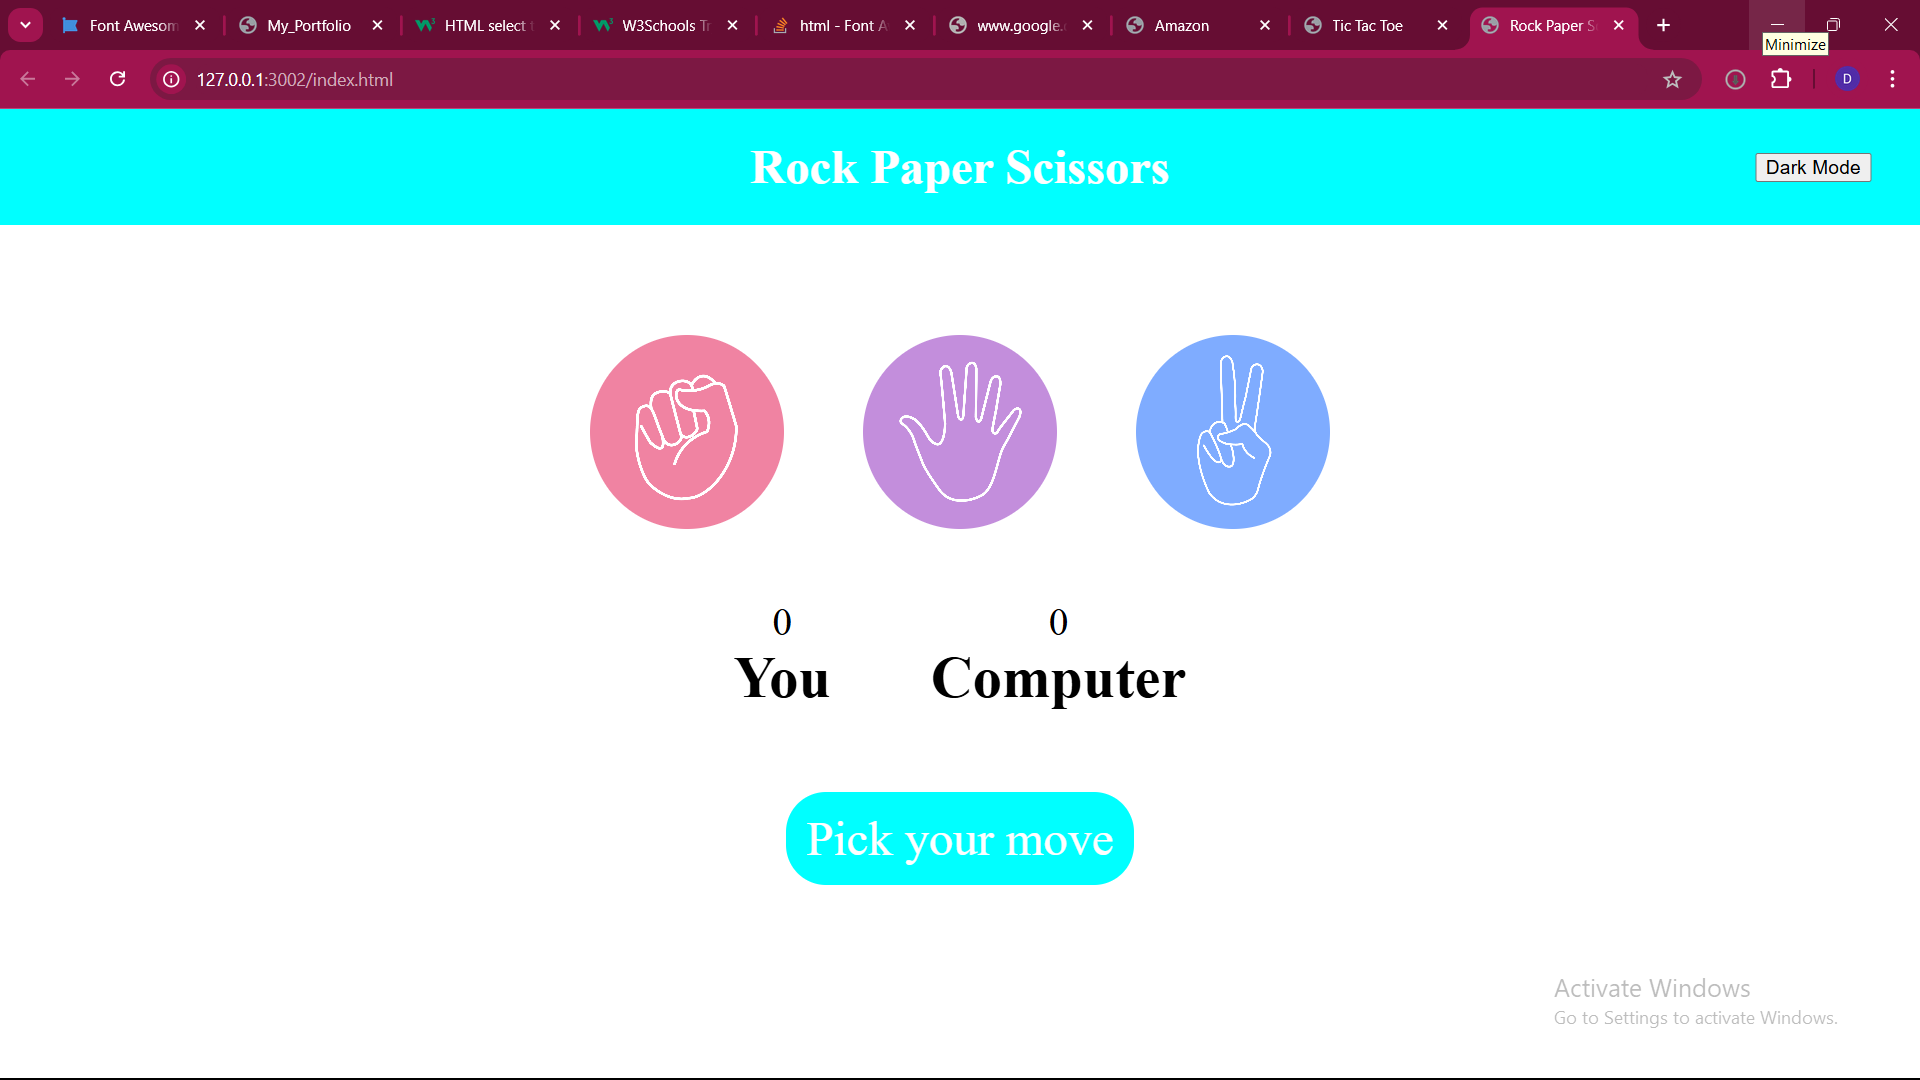 Font Awesom
My_Portfolio
HTML select
W3Schools Tr
html - Font A
www.google.
Amazon
Tic Tac Toe
Rock Paper S
Minimize
127.0.0.1:3002/index.html
D
Rock Paper Scissors
Dark Mode
0
0
You
Computer
Pick your move
Activate Windows
Go to Settings to activate Windows.